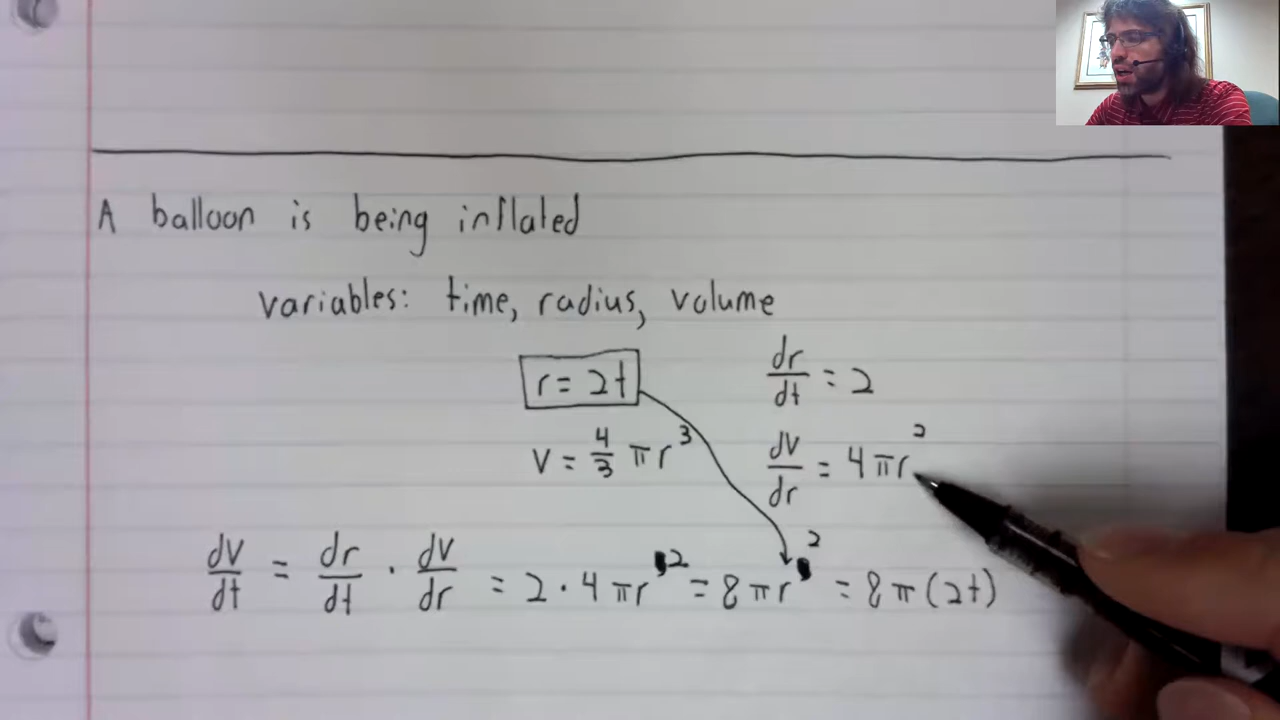 A balloon is being inflated
variables: time, radius, volume
r = 2t
dr/dt = 2
V = 4/3 πr³
dV/dr = 4πr²
dV/dt = dr/dt · dV/dr = 2 · 4πr² = 8πr² = 8π(2t)